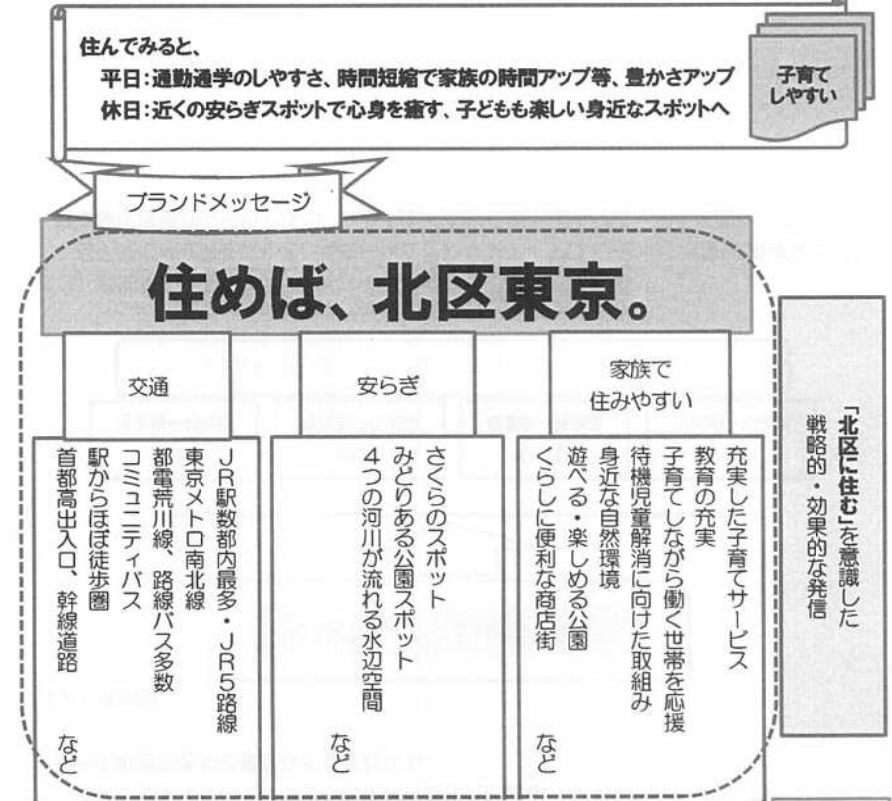 住んでみると、
平日：通勤通学のしやすさ、時間短縮で家族の時間アップ等、豊かさアップ
休日：近くの安らぎスポットで心身を癒す、子どもも楽しい身近なスポットへ
子育て
しやすい
ブランドメッセージ
住めば、北区東京。
交通
ＪＲ駅数都内最多・ＪＲ５路線
東京メトロ南北線
都電荒川線、路線バス多数
コミュニティバス
駅からほぼ徒歩圏
首都高出入口、幹線道路　など
安らぎ
さくらのスポット
みどりある公園スポット
４つの河川が流れる水辺空間
など
家族で
住みやすい
充実した子育てサービス
教育の充実
子育てしながら働く世帯を応援
待機児童解消に向けた取組み
身近な自然環境
遊べる・楽しめる公園
くらしに便利な商店街　など
「北区に住む」を意識した
戦略的・効果的な発信